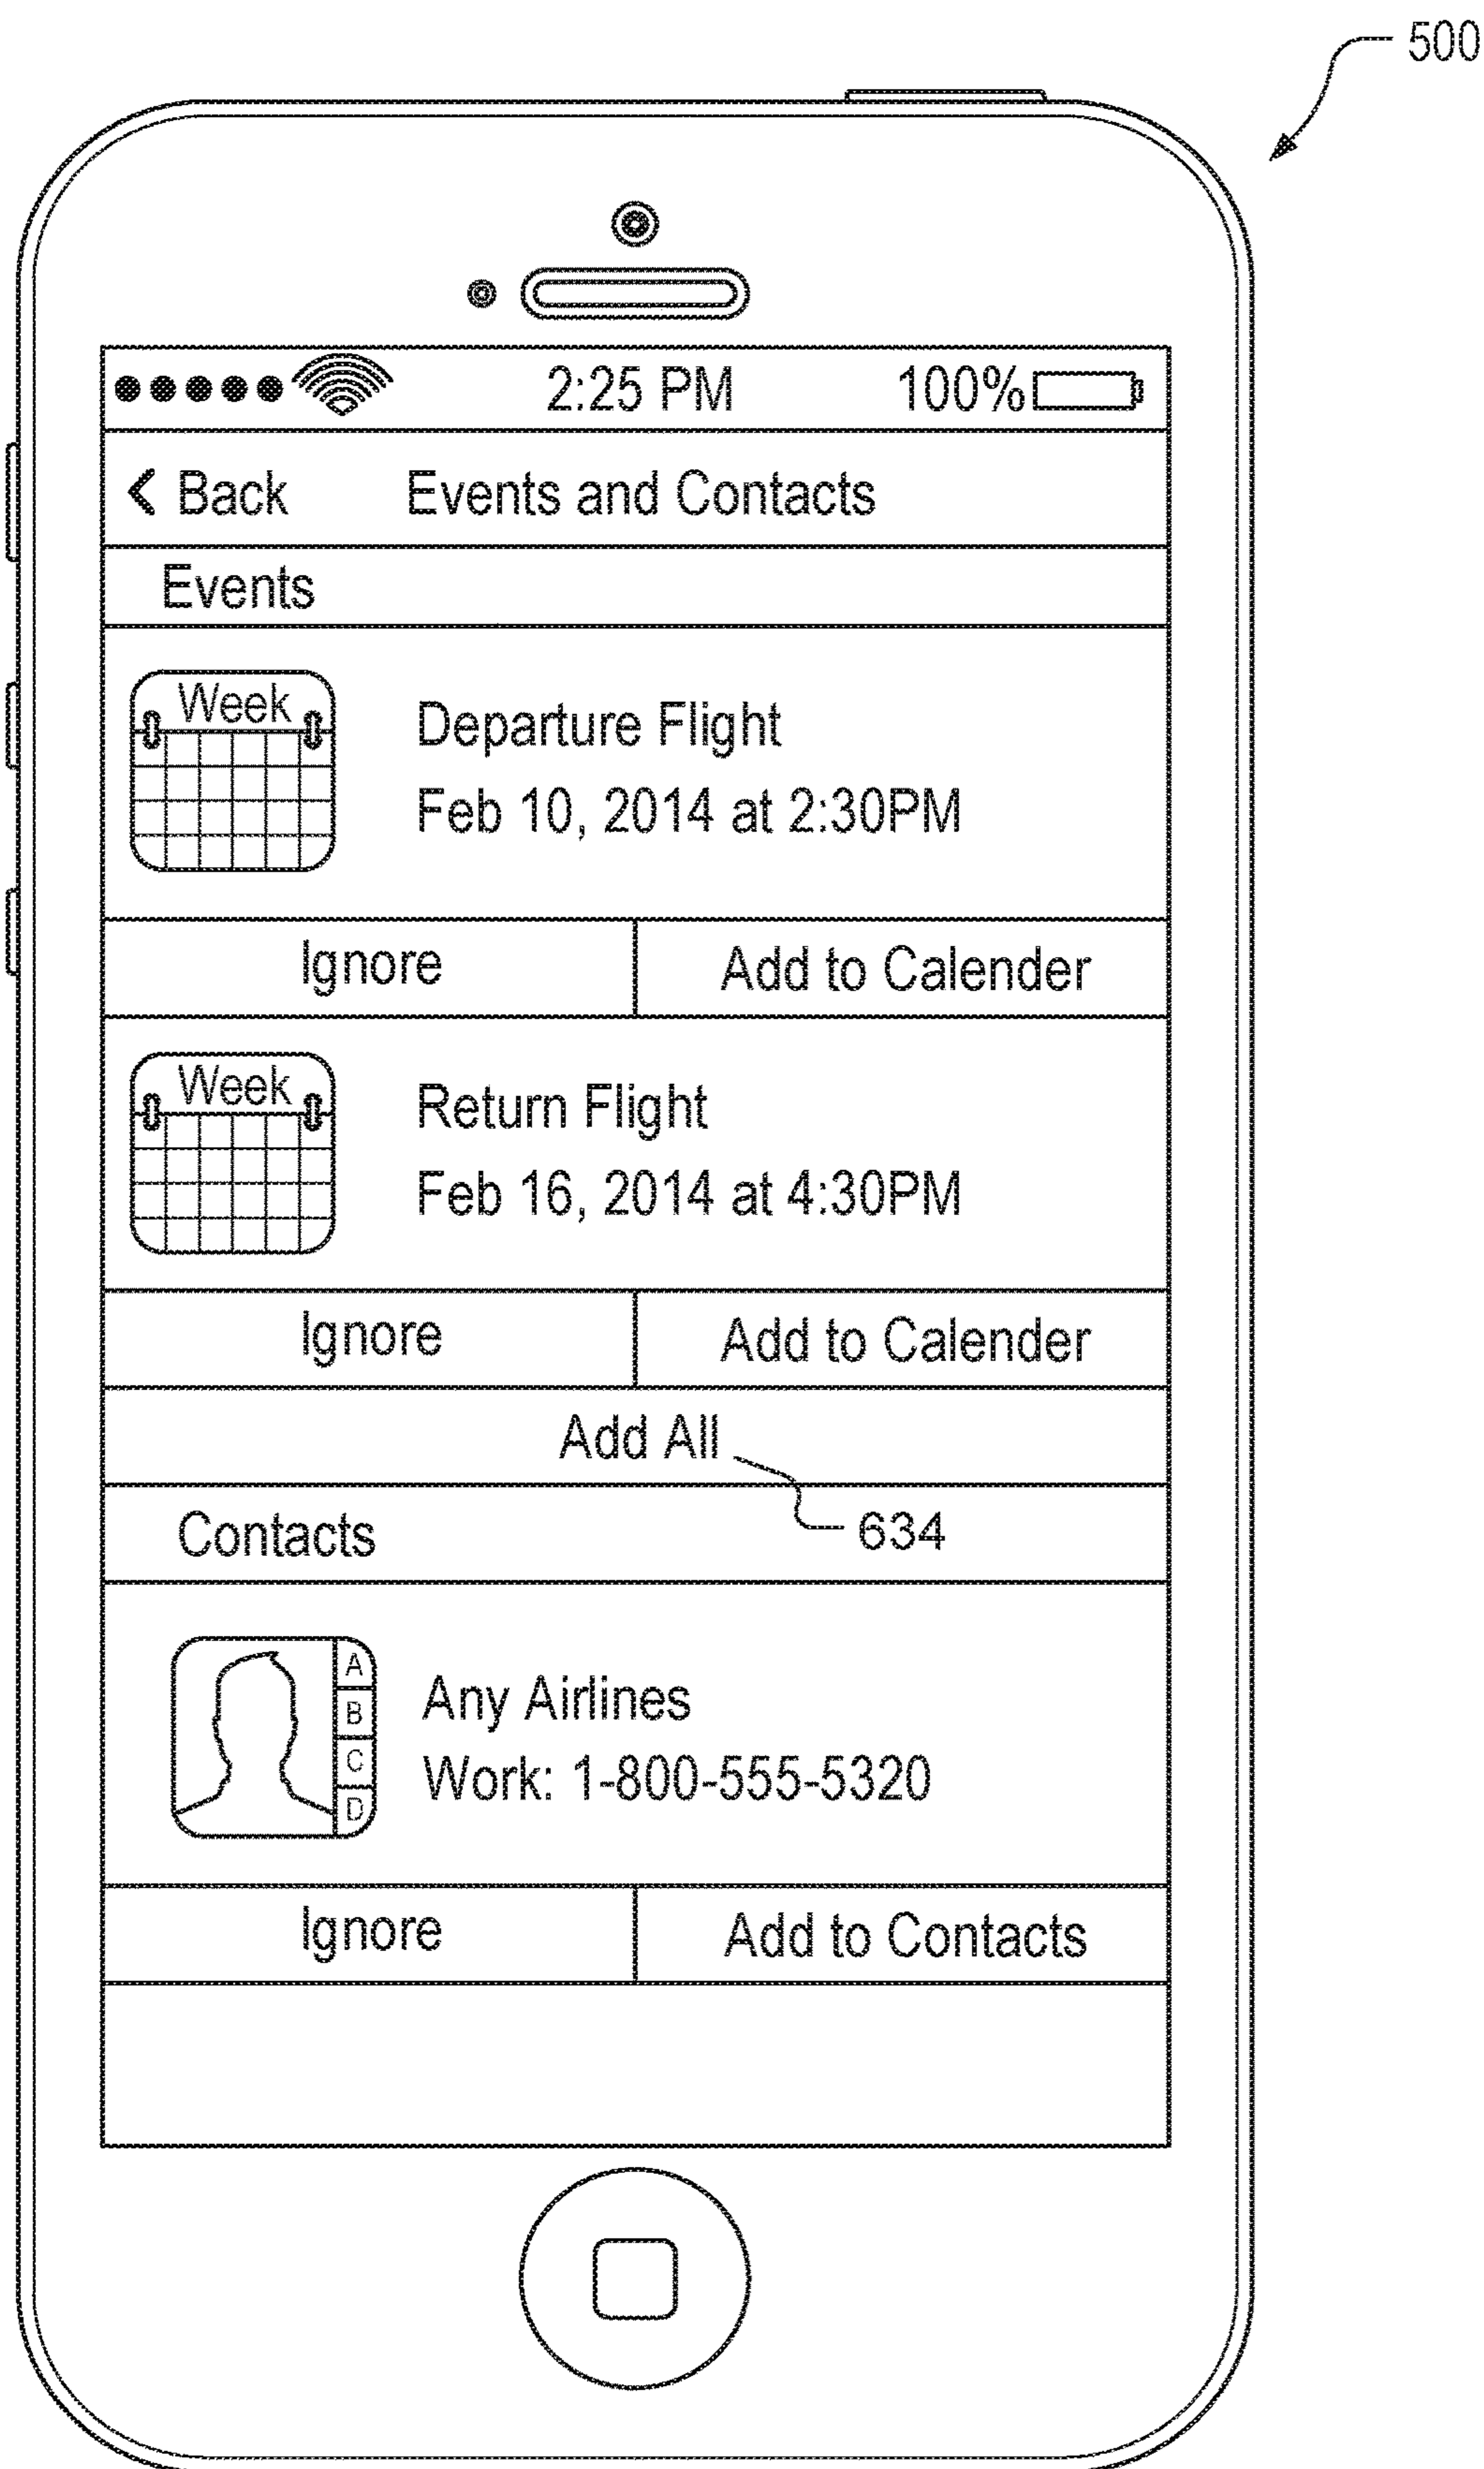 500
2:25 PM 100%
< Back Events and Contacts
Events
Week
Departure Flight
Feb 10, 2014 at 2:30PM
Ignore Add to Calender
Week
Return Flight
Feb 16, 2014 at 4:30PM
Ignore Add to Calender
Add All
Contacts 634
A
B
C
D
Any Airlines
Work: 1-800-555-5320
Ignore Add to Contacts